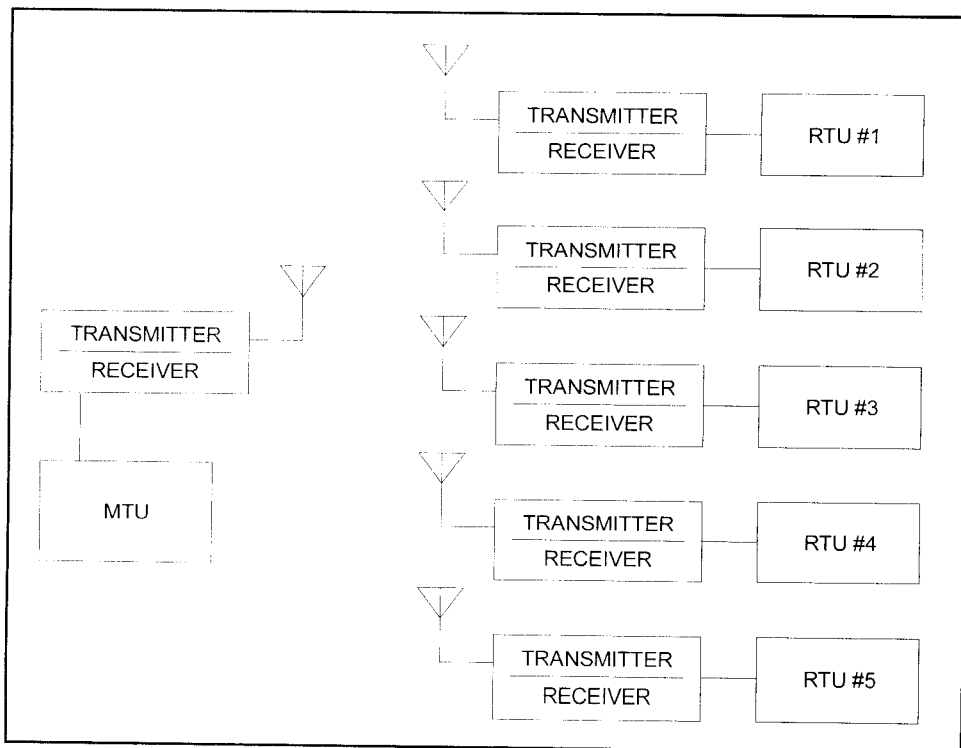 TRANSMITTER
RECEIVER
RTU #1
TRANSMITTER
RECEIVER
RTU #2
TRANSMITTER
RECEIVER
MTU
TRANSMITTER
RECEIVER
RTU #3
TRANSMITTER
RECEIVER
RTU #4
TRANSMITTER
RECEIVER
RTU #5